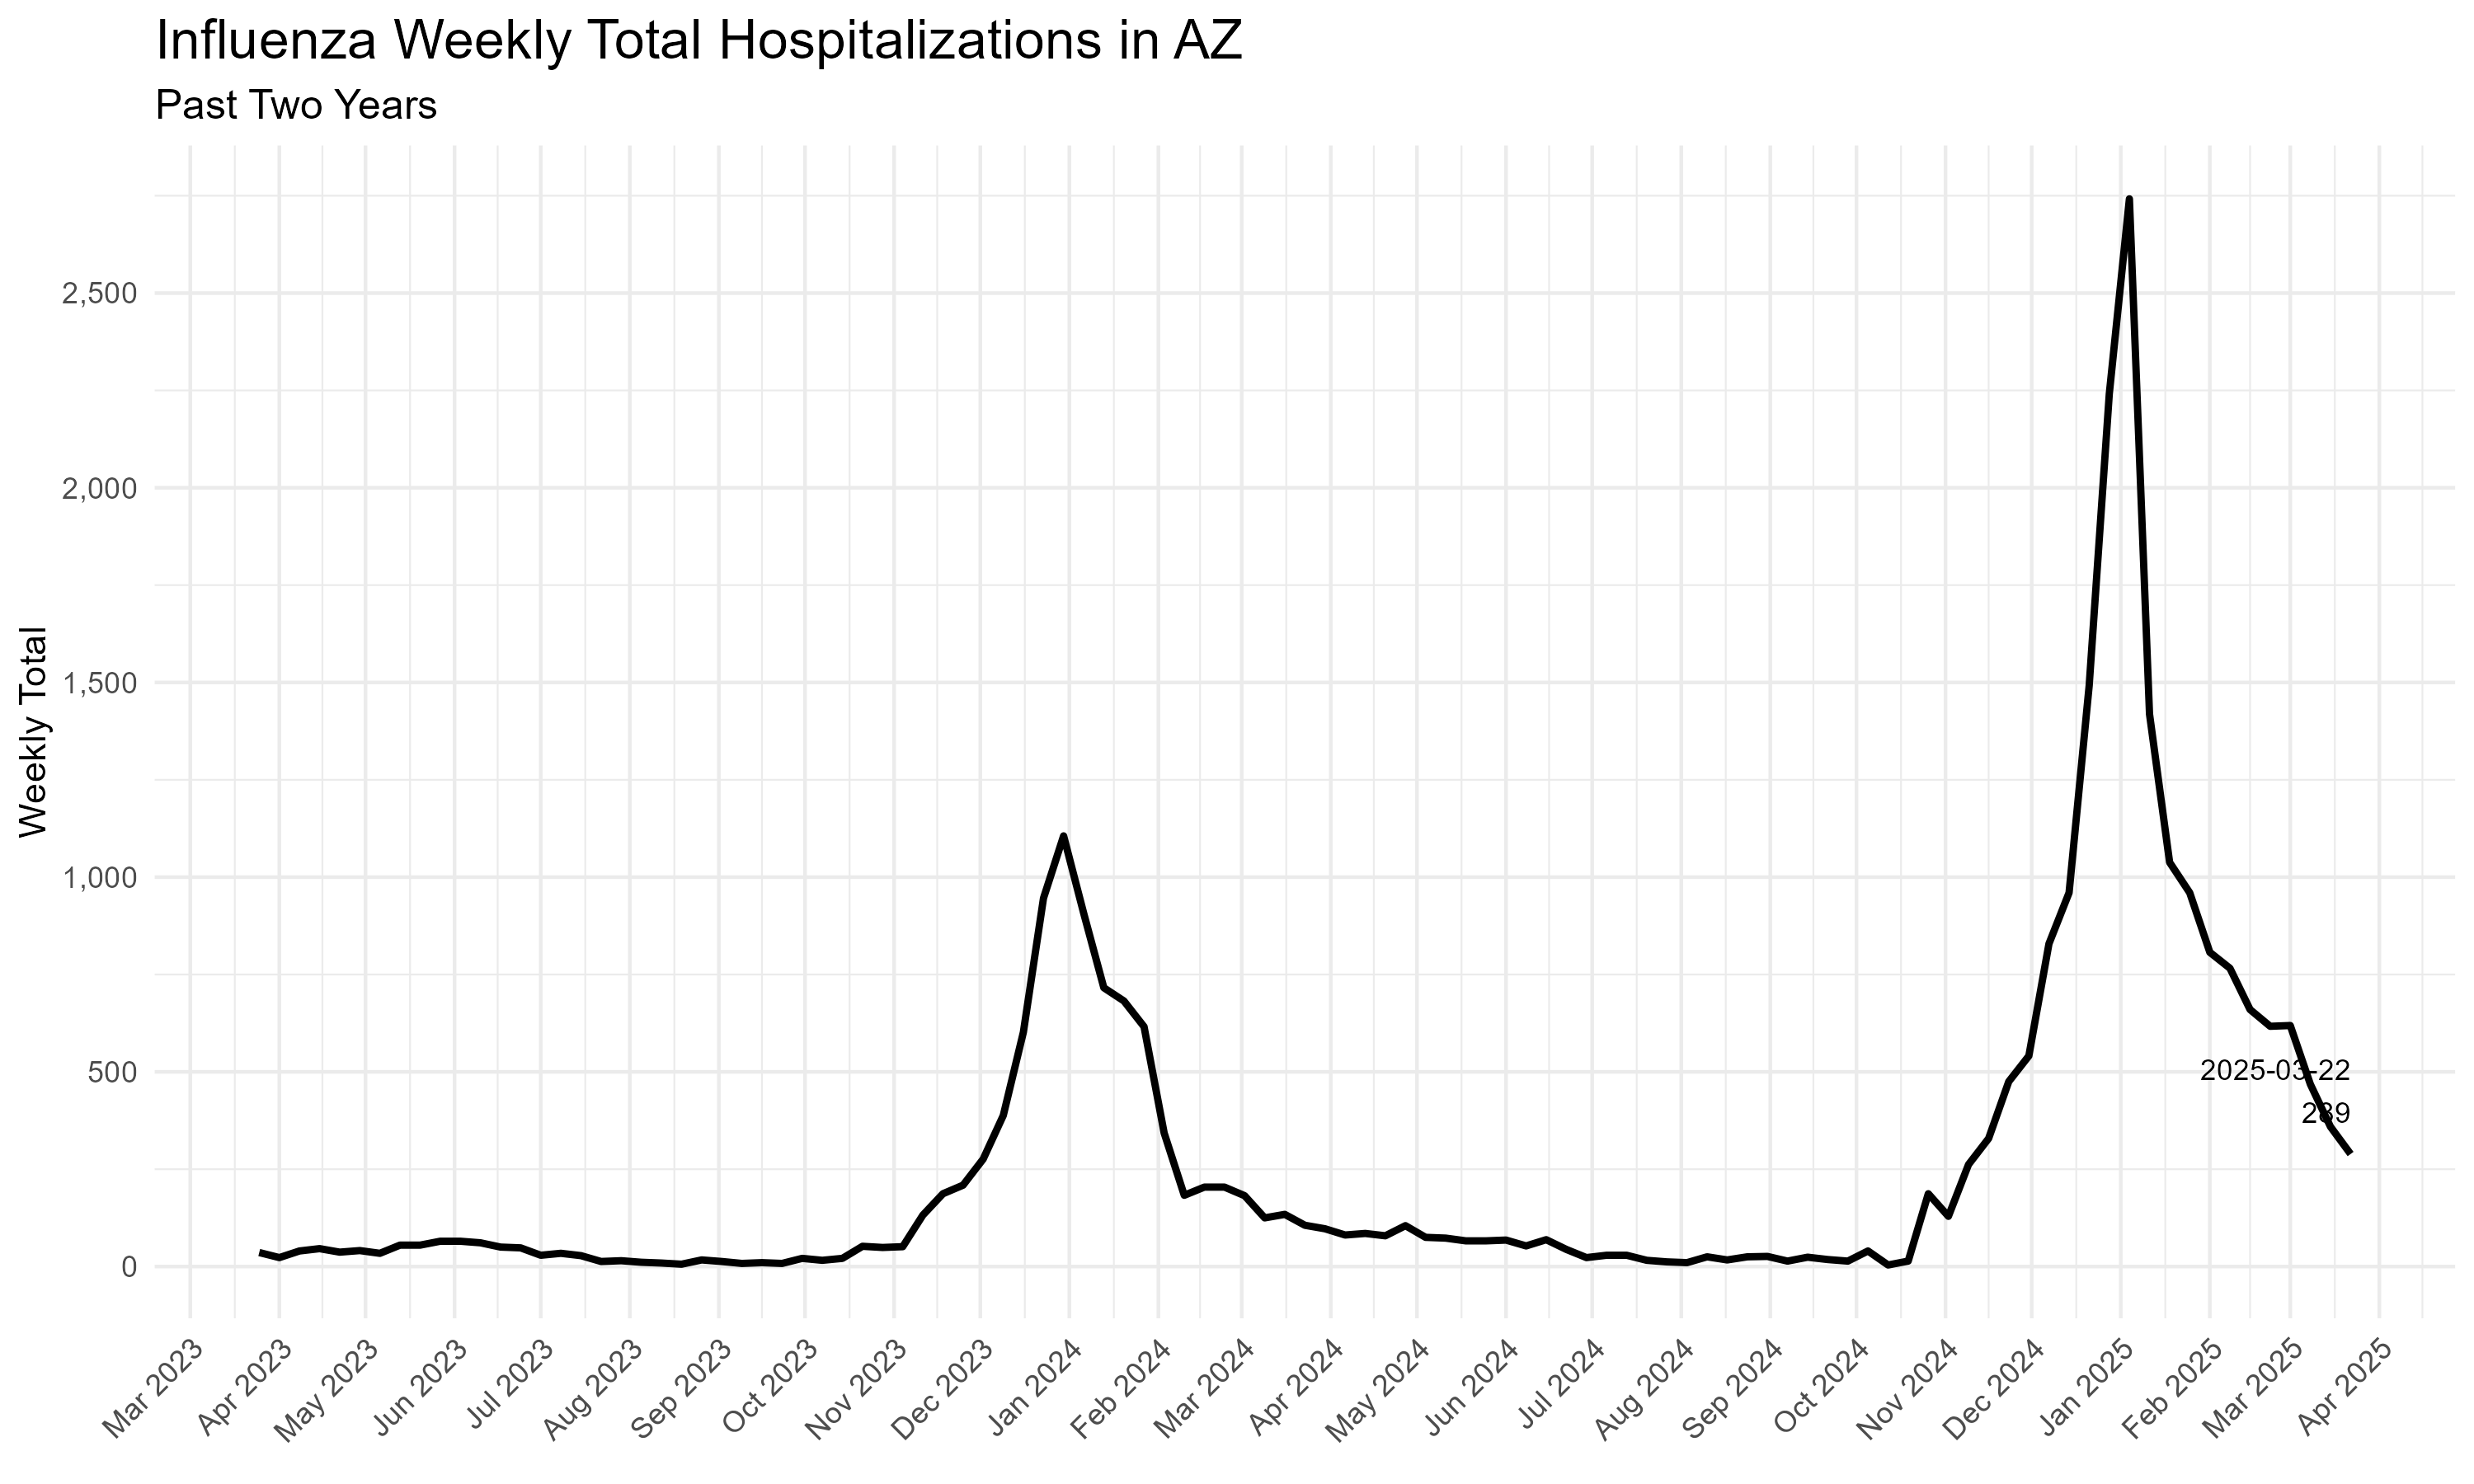 Influenza Weekly Total Hospitalizations in AZ
Past Two Years
Weekly Total
2,500
2,000
1,500
1,000
500
0
2025-03-22
289
Mar 2023
Apr 2023
May 2023
Jun 2023
Jul 2023
Aug 2023
Sep 2023
Oct 2023
Nov 2023
Dec 2023
Jan 2024
Feb 2024
Mar 2024
Apr 2024
May 2024
Jun 2024
Jul 2024
Aug 2024
Sep 2024
Oct 2024
Nov 2024
Dec 2024
Jan 2025
Feb 2025
Mar 2025
Apr 2025